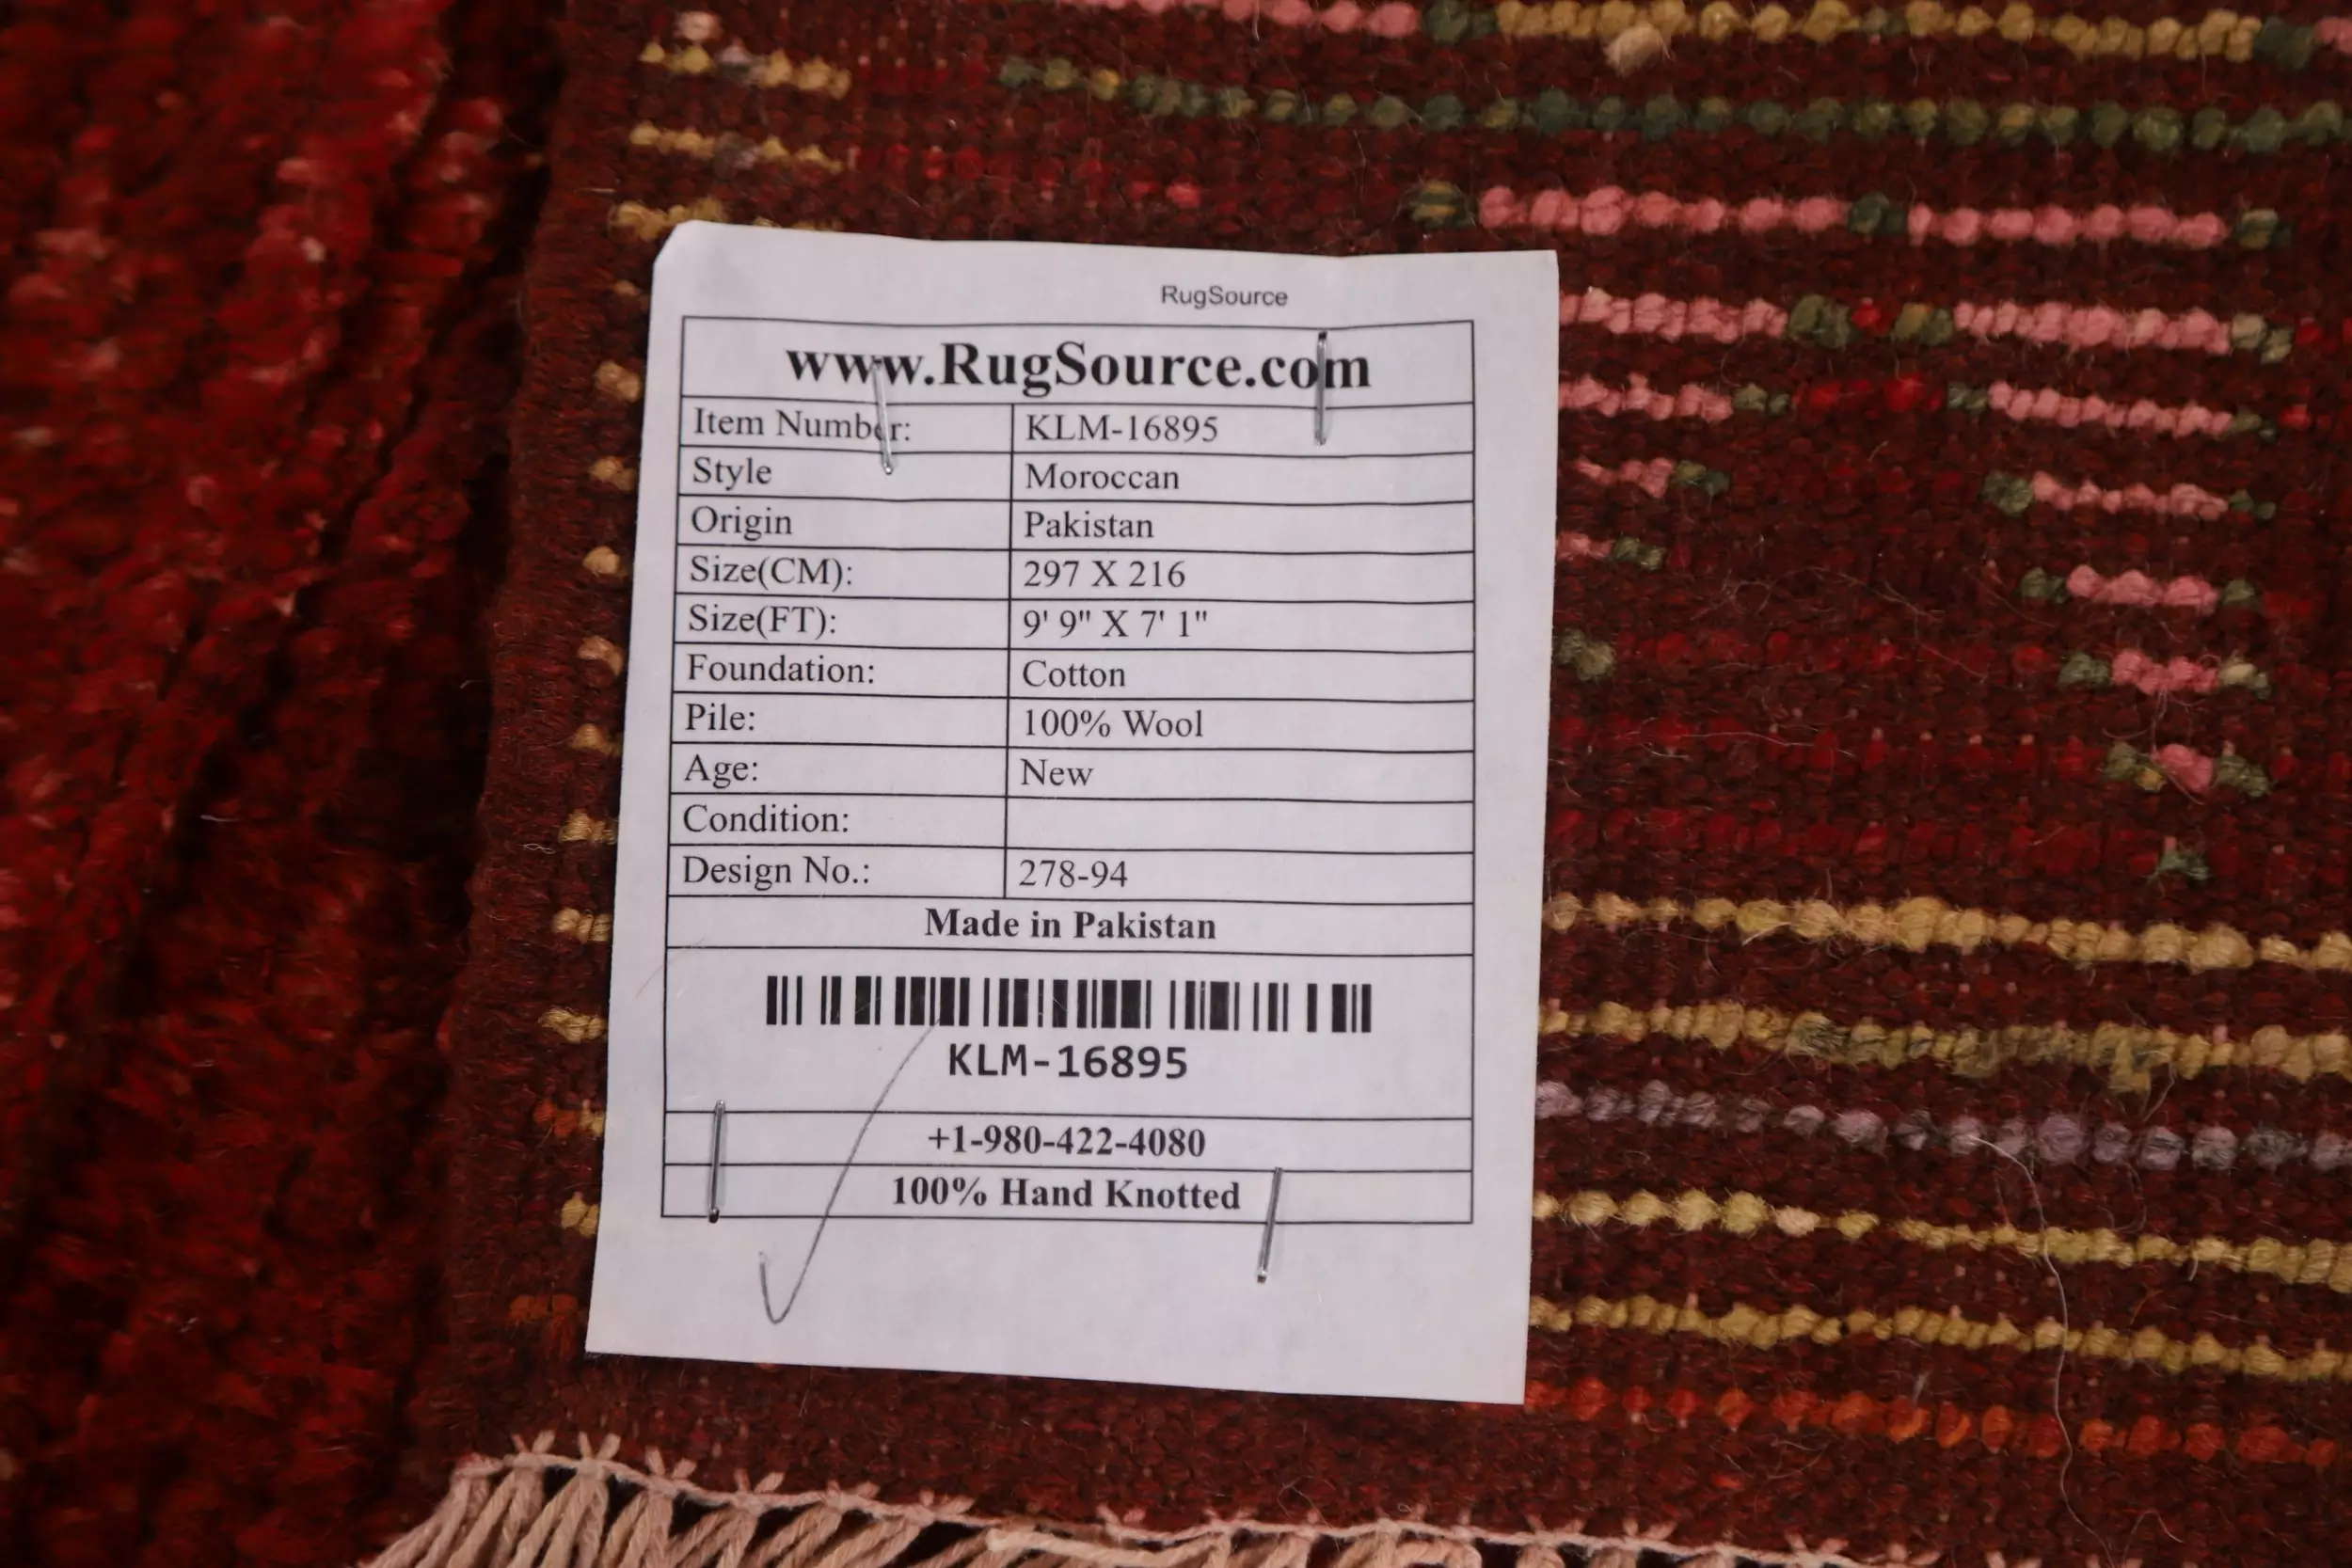 RugSource
www.RugSource.com
Item Number: KLM-16895
Style Moroccan
Origin Pakistan
Size(CM): 297 X 216
Size(FT): 9' 9" X 7' 1"
Foundation: Cotton
Pile: 100% Wool
Age: New
Condition:
Design No.: 278-94
Made in Pakistan
KLM-16895
+1-980-422-4080
100% Hand Knotted